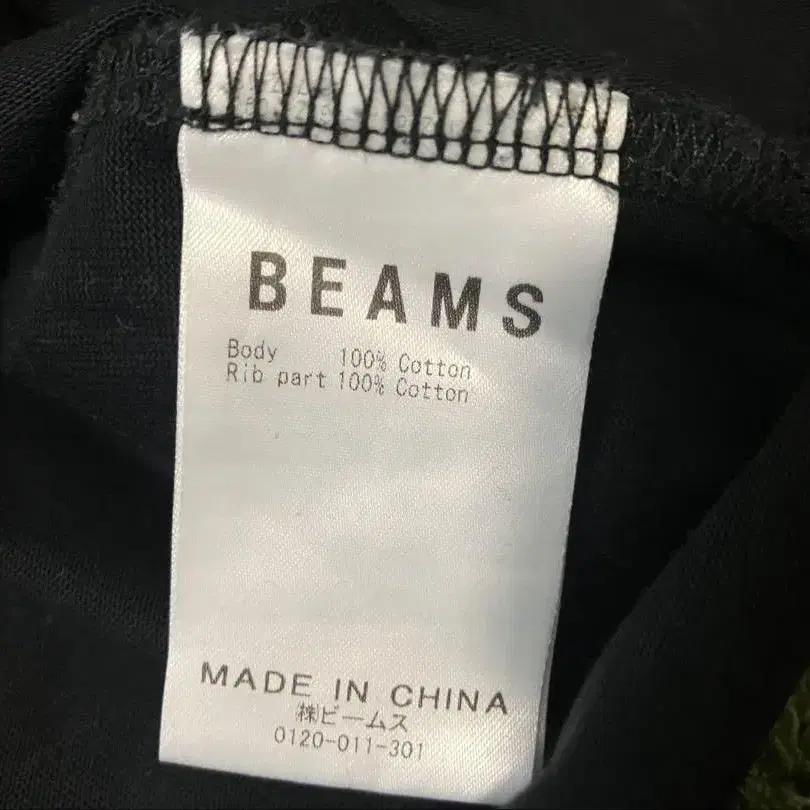 BEAMS
Body 100% Cotton
Rib part 100% Cotton
MADE IN CHINA
㈱ビームス
0120-011-301